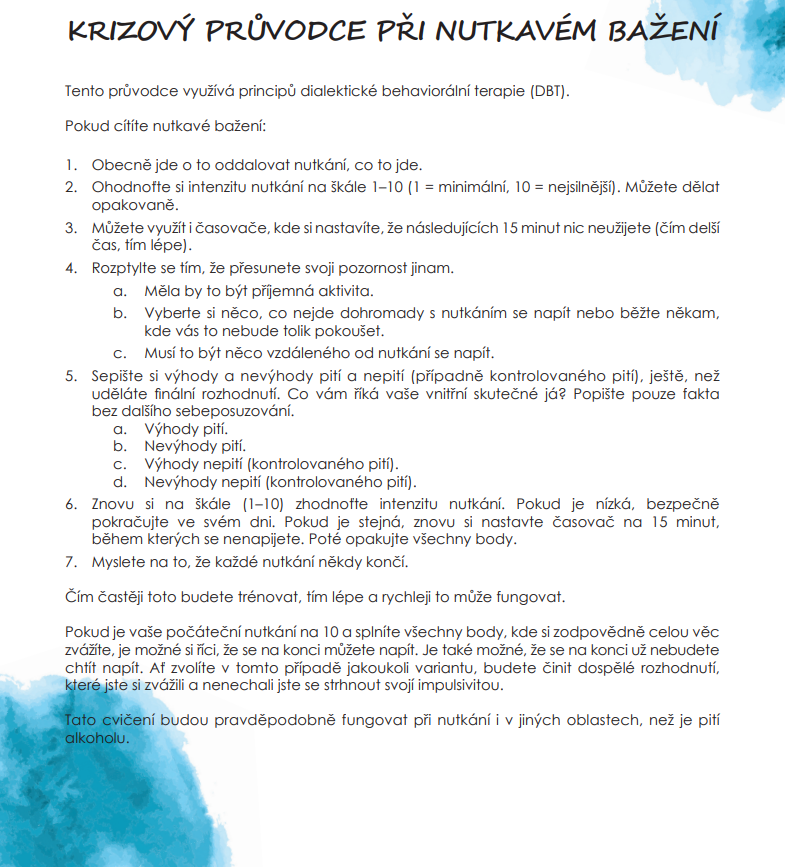 KRIZOVÝ PRŮVODCE PŘI NUTKAVÉM BAŽENÍ
Tento průvodce využívá principů dialektické behaviorální terapie (DBT).
Pokud cítíte nutkavé bažení:
1. Obecně jde o to oddalovat nutkání, co to jde.
2. Ohodnoťte si intenzitu nutkání na škále 1–10 (1 = minimální, 10 = nejsilnější). Můžete dělat
opakovaně.
3. Můžete využít i časovače, kde si nastavíte, že následujících 15 minut nic neužijete (čím delší
čas, tím lépe).
4. Rozptylte se tím, že přesunete svoji pozornost jinam.
a. Měla by to být příjemná aktivita.
b. Vyberte si něco, co nejde dohromady s nutkáním se napít nebo běžte někam,
kde vás to nebude tolik pokoušet.
c. Musí to být něco vzdáleného od nutkání se napít.
5. Sepište si výhody a nevýhody pití a nepití (případně kontrolovaného pití), ještě, než
uděláte finální rozhodnutí. Co vám říká vaše vnitřní skutečné já? Popište pouze fakta
bez dalšího sebeposuzování.
a. Výhody pití.
b. Nevýhody pití.
c. Výhody nepití (kontrolovaného pití).
d. Nevýhody nepití (kontrolovaného pití).
6. Znovu si na škále (1–10) zhodnoťte intenzitu nutkání. Pokud je nízká, bezpečně
pokračujte ve svém dni. Pokud je stejná, znovu si nastavte časovač na 15 minut,
během kterých se nenapijete. Poté opakujte všechny body.
7. Myslete na to, že každé nutkání někdy končí.
Čím častěji toto budete trénovat, tím lépe a rychleji to může fungovat.
Pokud je vaše počáteční nutkání na 10 a splníte všechny body, kde si zodpovědně celou věc
zvážíte, je možné si říci, že se na konci můžete napít. Je také možné, že se na konci už nebudete
chtít napít. Ať zvolíte v tomto případě jakoukoli variantu, budete činit dospělé rozhodnutí,
které jste si zvážili a nenechali jste se strhnout svojí impulsivitou.
Tato cvičení budou pravděpodobně fungovat při nutkání i v jiných oblastech, než je pití
alkoholu.